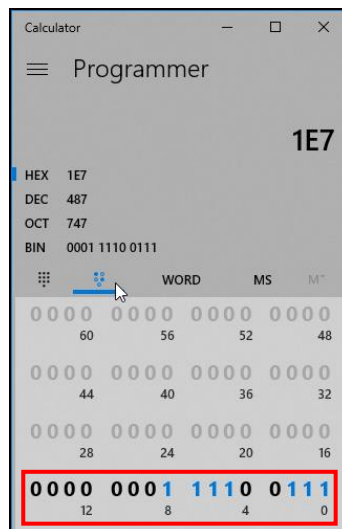 Calculator
Programmer
1E7
HEX 1E7
DEC 487
OCT 747
BIN 0001 1110 0111
WORD MS M
0000 0000 0000 0000
60 56 52 48
0000 0000 0000 0000
44 40 36 32
0000 0000 0000 0000
28 24 20 16
0000 0001 1110 0111
12 8 4 0